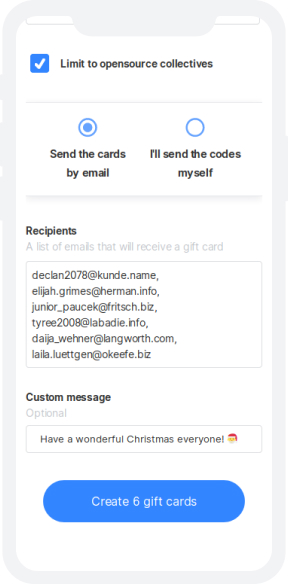 Limit to opensource collectives
Send the cards
by email
I'll send the codes
myself
Recipients
A list of emails that will receive a gift card
declan2078@kunde.name,
elijah.grimes@herman.info,
junior_paucek@fritsch.biz,
tyree2008@labadie.info,
daija_wehner@langworth.com,
laila.luettgen@okeefe.biz
Custom message
Optional
Have a wonderful Christmas everyone! 🎅
Create 6 gift cards